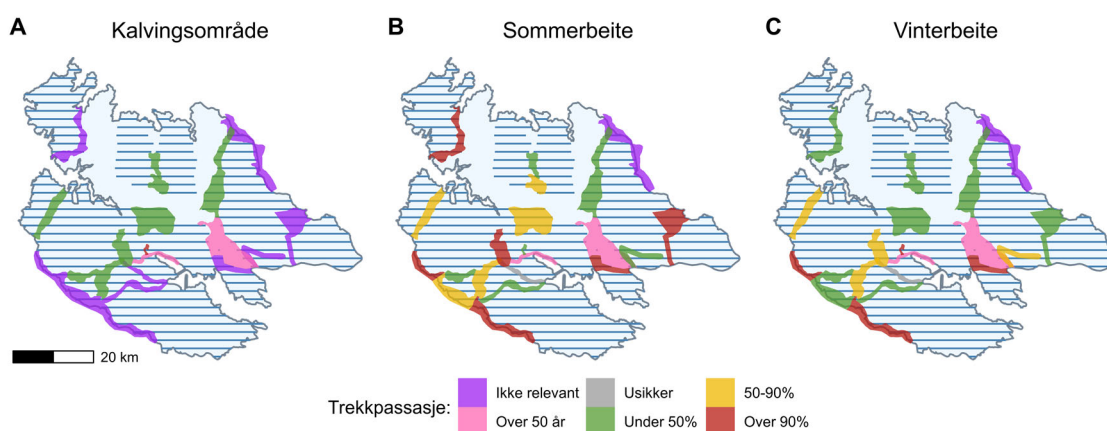 A Kalvingsområde
B Sommerbeite
C Vinterbeite
20 km
Trekkpassasje:
Ikke relevant
Usikker
50-90%
Over 50 år
Under 50%
Over 90%